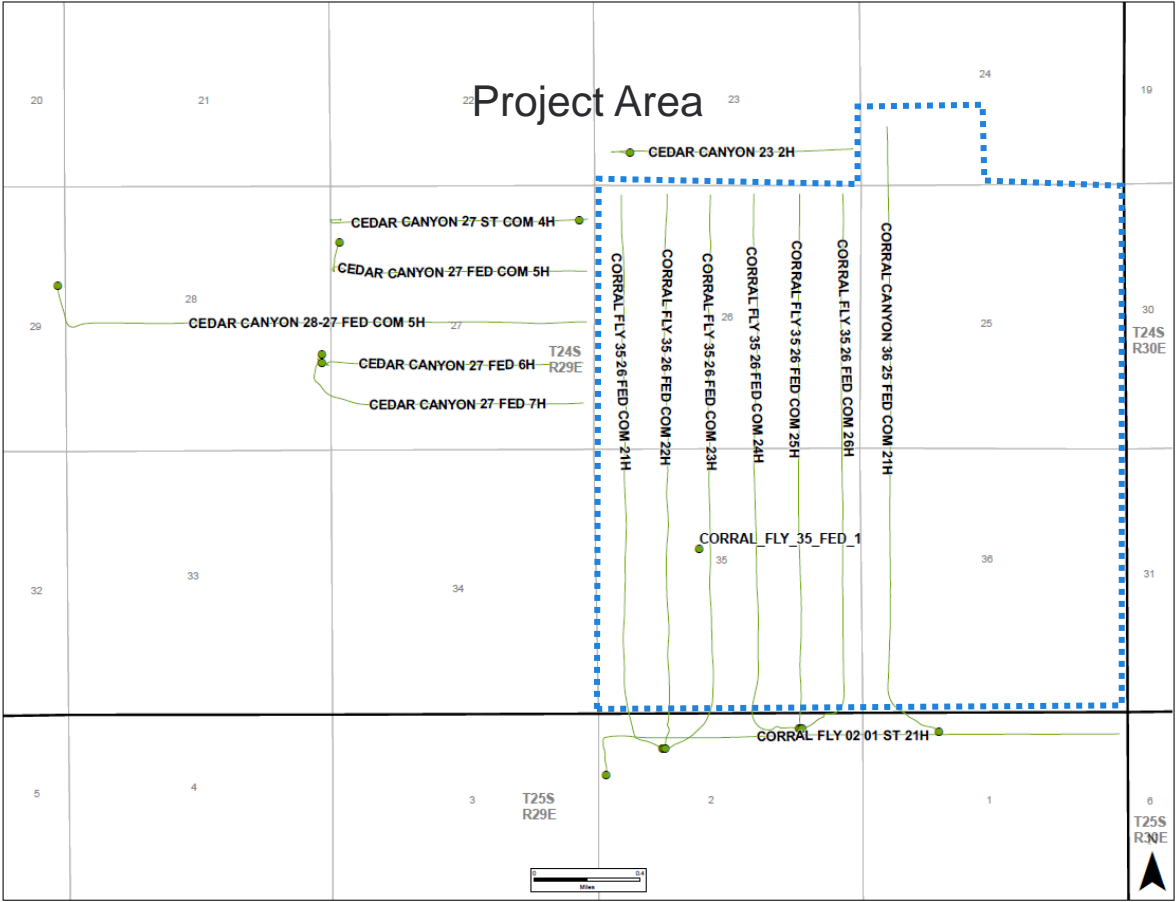 Project Area
24
19
20
21
22
23
CEDAR CANYON 23 2H
CEDAR CANYON 27 ST COM 4H
CEDAR CANYON 27 FED COM 5H
28
29
CEDAR CANYON 28-27 FED COM 5H
27
T24S
R29E
CEDAR CANYON 27 FED 6H
CEDAR CANYON 27 FED 7H
CORRAL FLY 35 26 FED COM 21H
CORRAL FLY 35 26 FED COM 22H
CORRAL FLY 35 26 FED COM 23H
26
CORRAL FLY 35 26 FED COM 24H
CORRAL FLY 35 26 FED COM 25H
CORRAL FLY 35 26 FED COM 26H
CORRAL CANYON 36 25 FED COM 21H
25
30
T24S
R30E
CORRAL_FLY_35_FED_1
32
33
34
35
36
31
CORRAL FLY 02 01 ST 21H
5
4
3
T25S
R29E
2
1
6
T25S
R30E
N
0 0.4
Miles